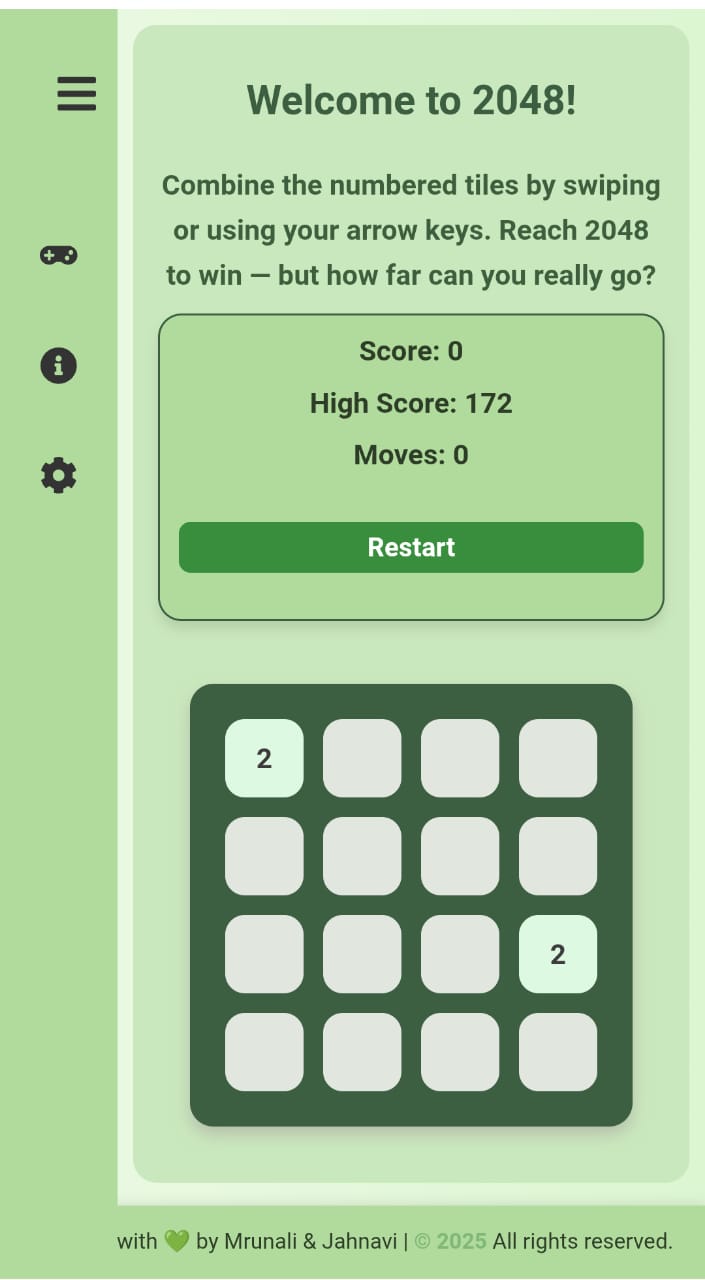 Welcome to 2048!
Combine the numbered tiles by swiping
or using your arrow keys. Reach 2048
to win — but how far can you really go?
Score: 0
High Score: 172
Moves: 0
Restart
2
2
with 💚 by Mrunali & Jahnavi | © 2025 All rights reserved.